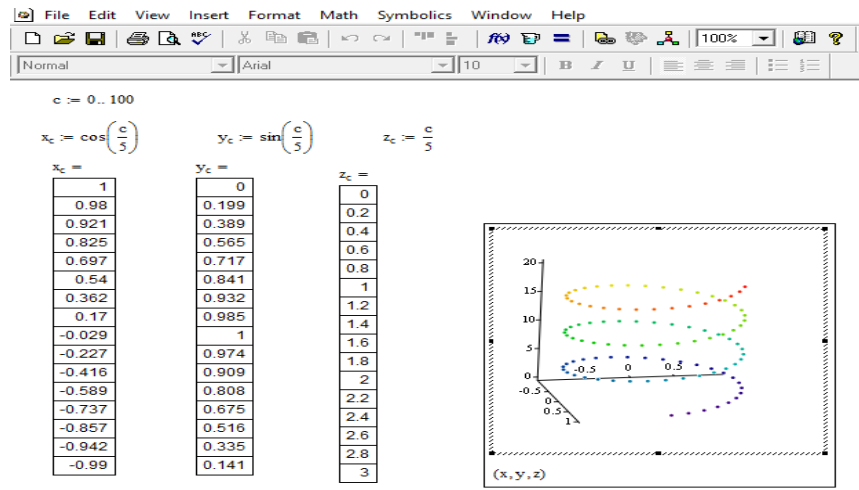 File Edit View Insert Format Math Symbolics Window Help
100%
Normal Arial 10 B I U
c := 0.. 100
x_c := cos(c/5) y_c := sin(c/5) z_c := c/5
x_c = y_c = z_c =
1 0 0
0.98 0.199 0.2
0.921 0.389 0.4
0.825 0.565 0.6
0.697 0.717 0.8
0.54 0.841 1
0.362 0.932 1.2
0.17 0.985 1.4
-0.029 1 1.6
-0.227 0.974 1.8
-0.416 0.909 2
-0.589 0.808 2.2
-0.737 0.675 2.4
-0.857 0.516 2.6
-0.942 0.335 2.8
-0.99 0.141 3
20
15
10
5
0
-0.5 0 0.5
-0.5
0
0.5
1
(x,y,z)